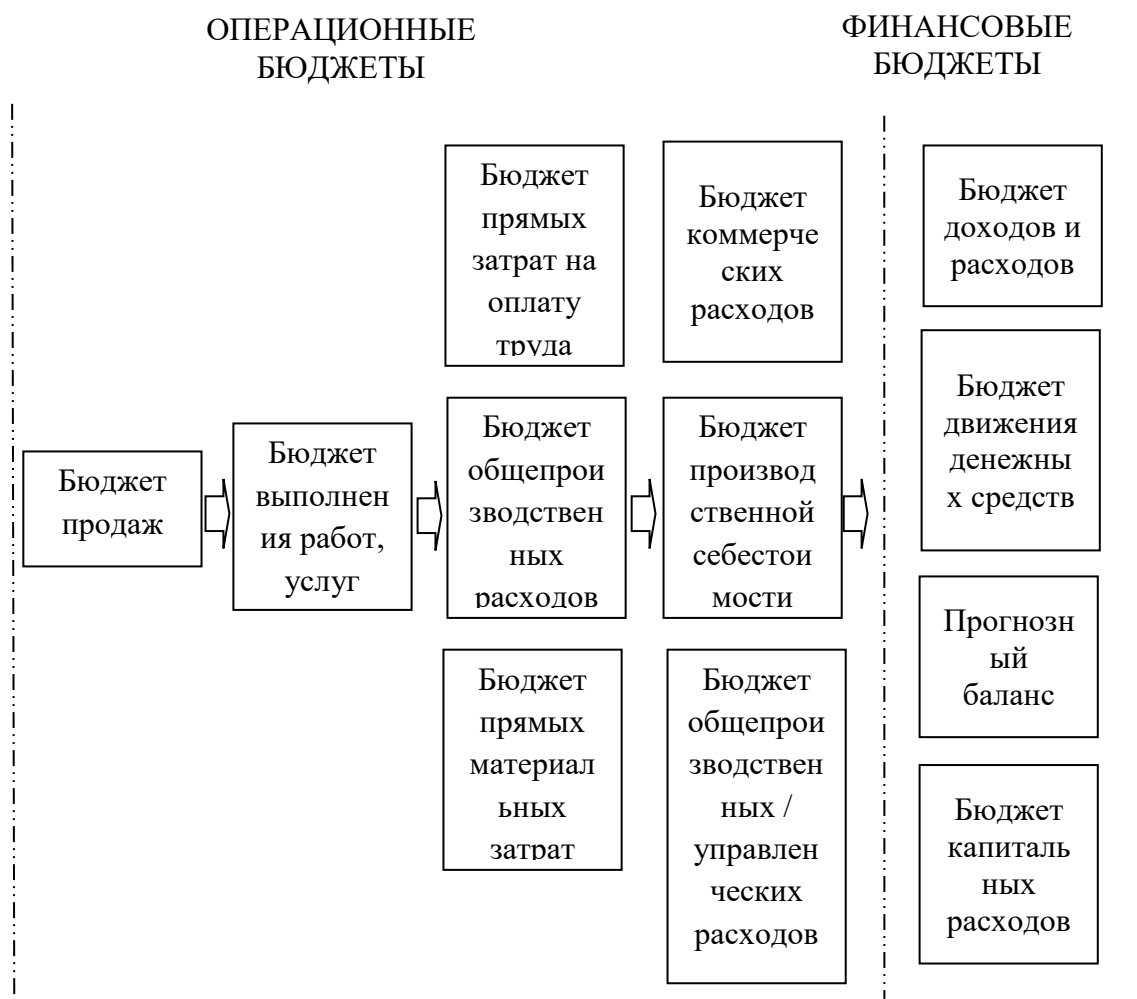 ОПЕРАЦИОННЫЕ
БЮДЖЕТЫ
ФИНАНСОВЫЕ
БЮДЖЕТЫ
Бюджет
продаж
Бюджет
выполнен
ия работ,
услуг
Бюджет
прямых
затрат на
оплату
труда
Бюджет
общепрои
зводствен
ных
расходов
Бюджет
прямых
материал
ьных
затрат
Бюджет
коммерче
ских
расходов
Бюджет
производ
ственной
себестои
мости
Бюджет
общепрои
зводствен
ных /
управлен
ческих
расходов
Бюджет
доходов и
расходов
Бюджет
движения
денежны
х средств
Прогнозн
ый
баланс
Бюджет
капиталь
ных
расходов